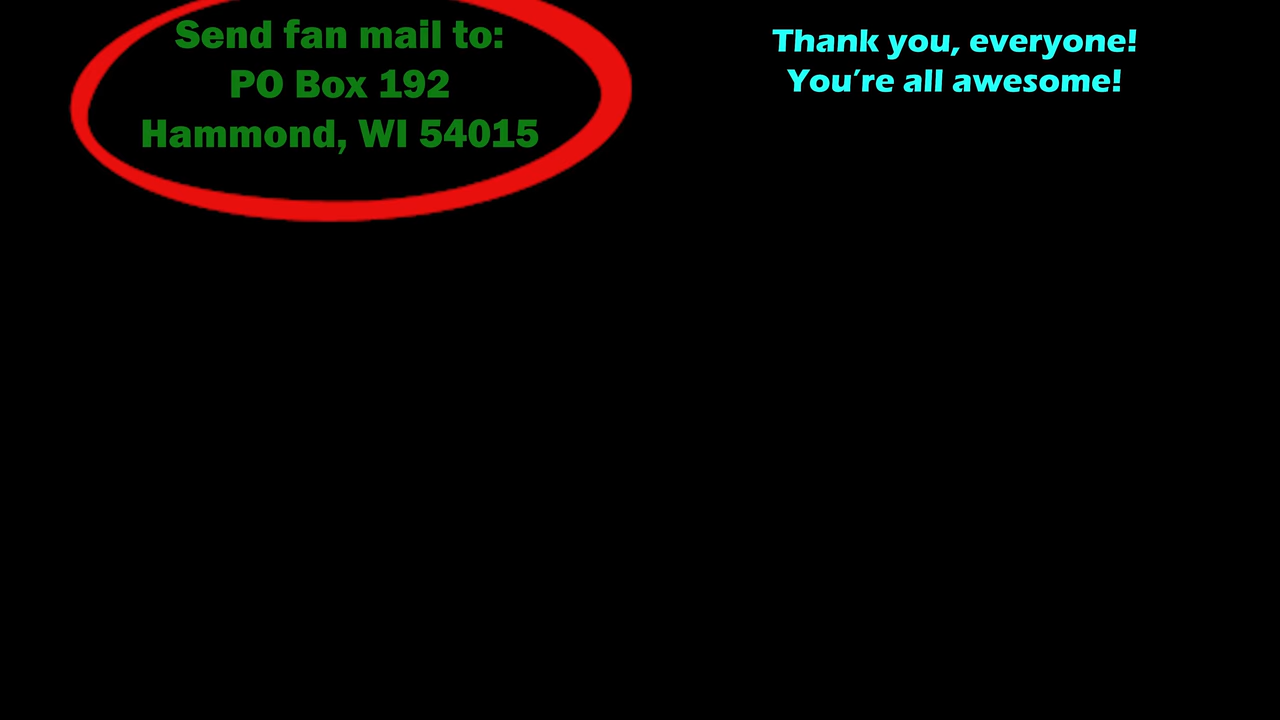 Send fan mail to:
PO Box 192
Hammond, WI 54015
Thank you, everyone!
You're all awesome!